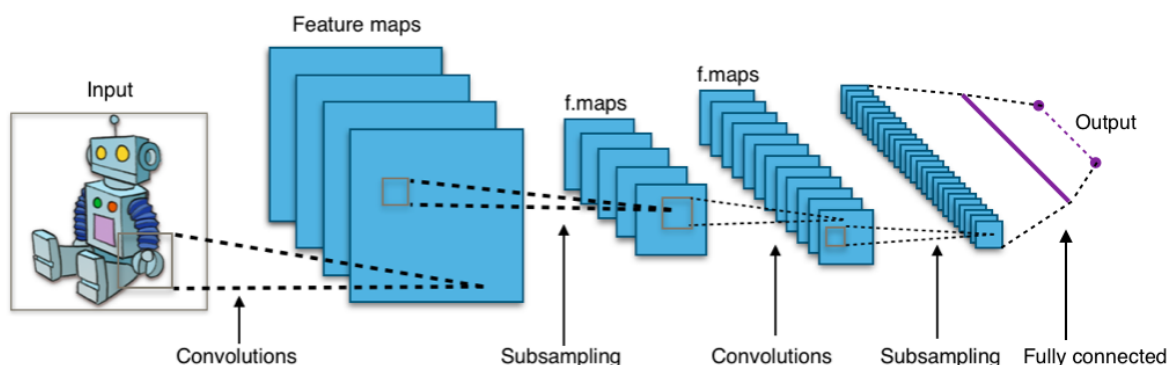 Feature maps
f.maps
Input
f.maps
Output
Convolutions
Subsampling
Convolutions
Subsampling
Fully connected